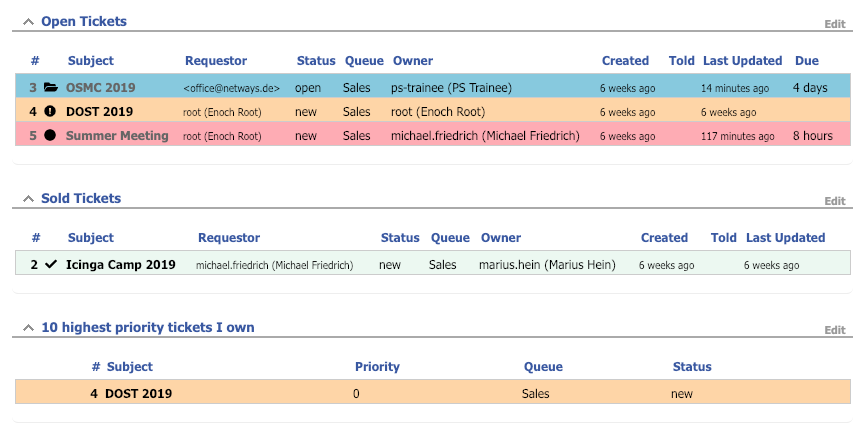 Open Tickets Edit
# Subject Requestor Status Queue Owner Created Told Last Updated Due
3 OSMC 2019 <office@netways.de> open Sales ps-trainee (PS Trainee) 6 weeks ago 14 minutes ago 4 days
4 DOST 2019 root (Enoch Root) new Sales root (Enoch Root) 6 weeks ago 6 weeks ago
5 Summer Meeting root (Enoch Root) new Sales michael.friedrich (Michael Friedrich) 6 weeks ago 117 minutes ago 8 hours
Sold Tickets Edit
# Subject Requestor Status Queue Owner Created Told Last Updated
2 Icinga Camp 2019 michael.friedrich (Michael Friedrich) new Sales marius.hein (Marius Hein) 6 weeks ago 6 weeks ago
10 highest priority tickets I own Edit
# Subject Priority Queue Status
4 DOST 2019 0 Sales new